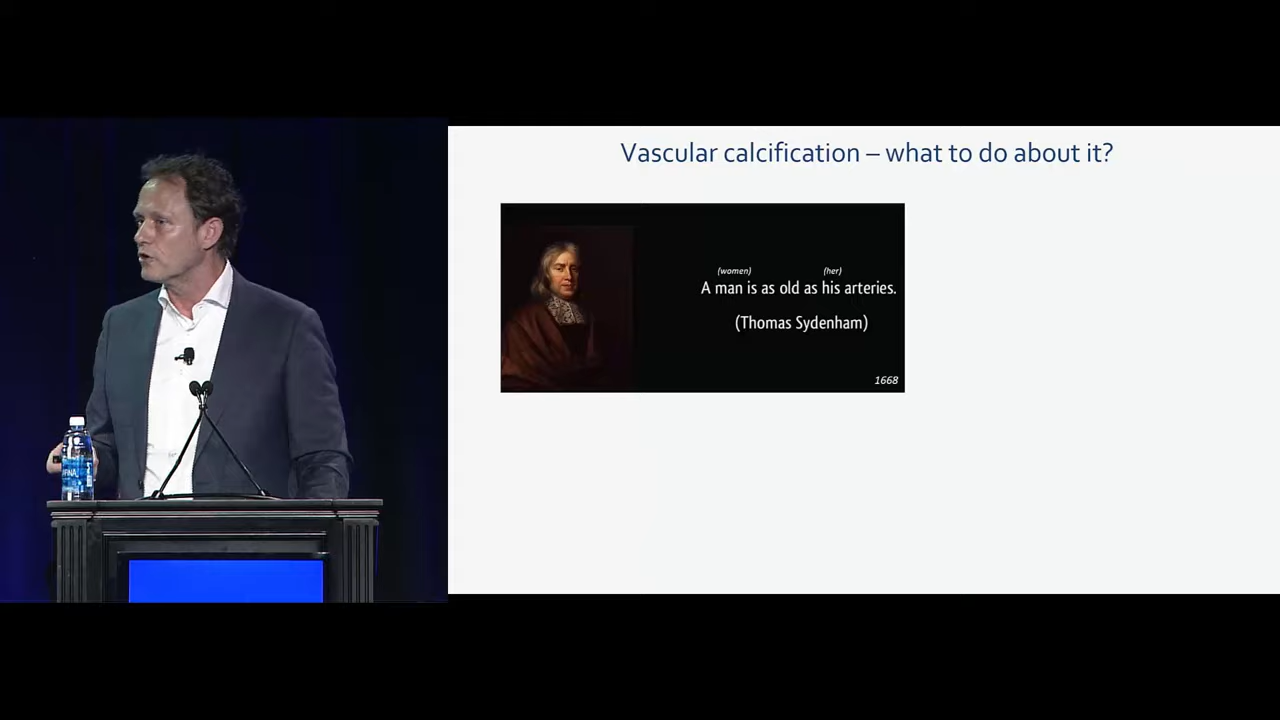 Vascular calcification – what to do about it?
(women) (her)
A man is as old as his arteries.
(Thomas Sydenham)
1668